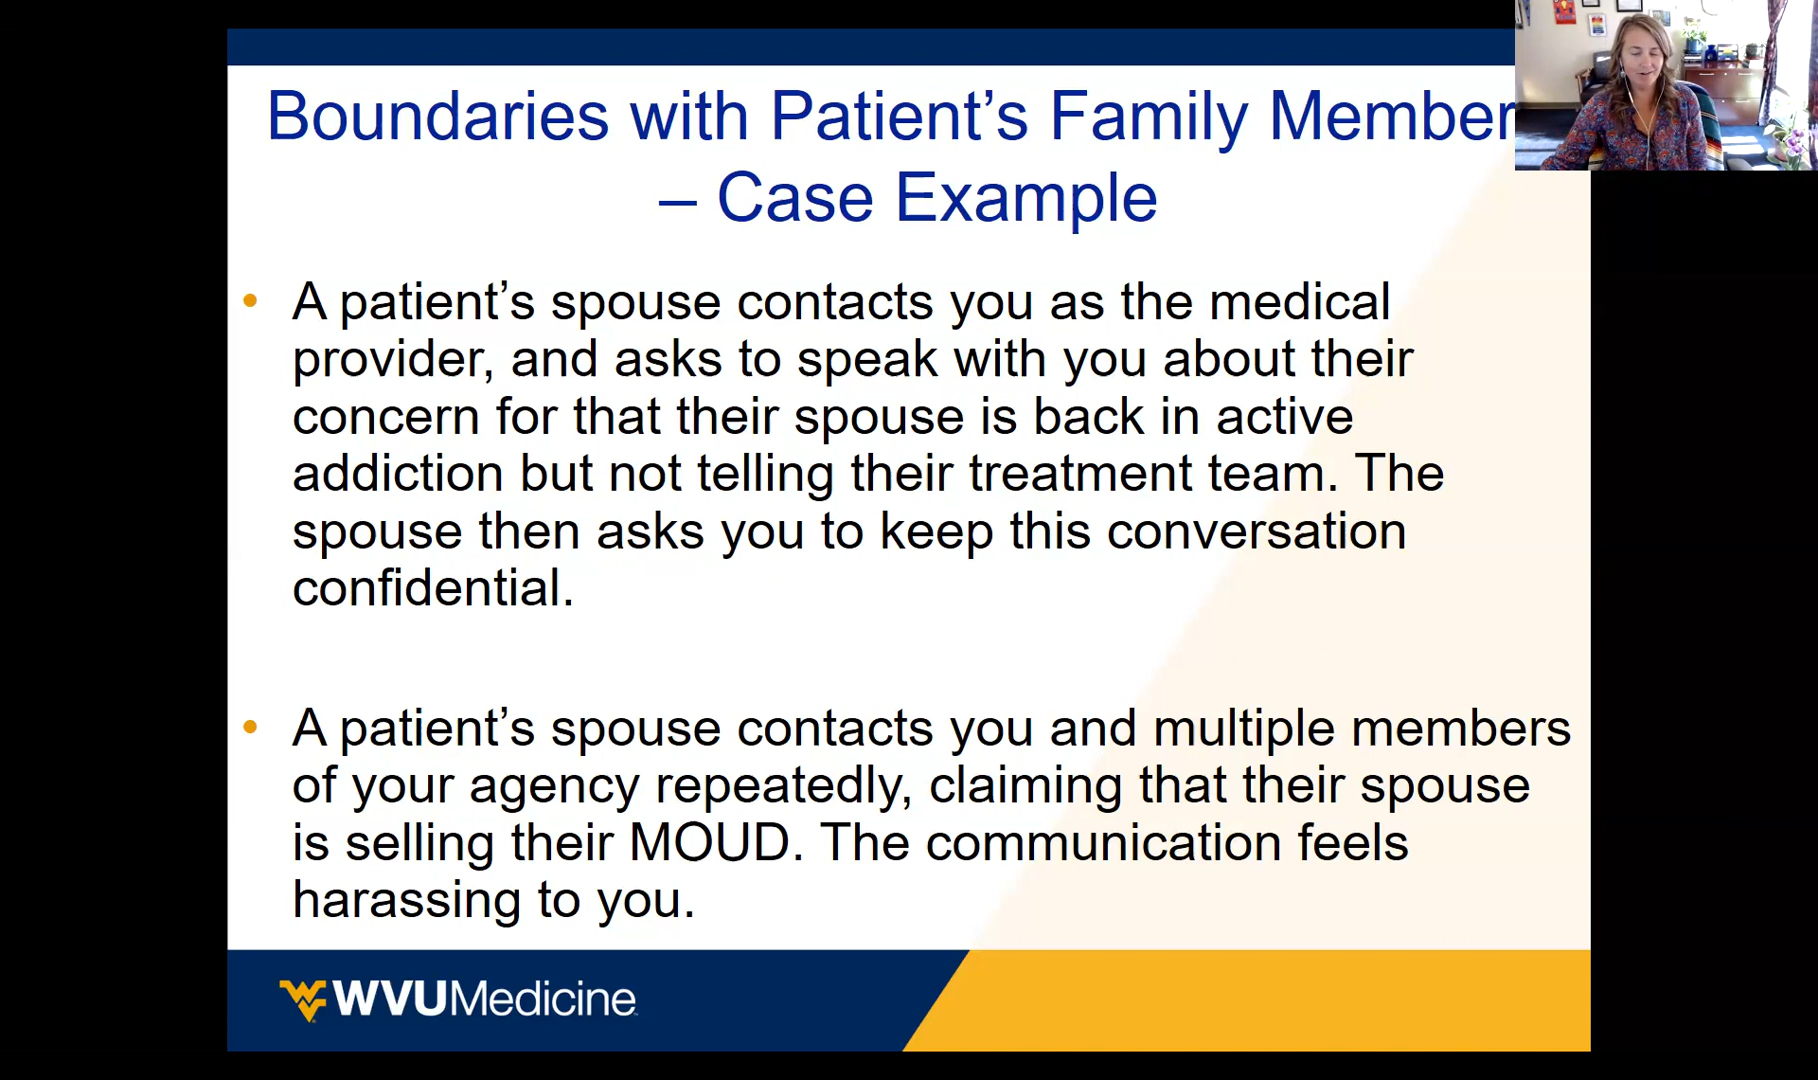 Boundaries with Patient’s Family Member
– Case Example
• A patient’s spouse contacts you as the medical
provider, and asks to speak with you about their
concern for that their spouse is back in active
addiction but not telling their treatment team. The
spouse then asks you to keep this conversation
confidential.
• A patient’s spouse contacts you and multiple members
of your agency repeatedly, claiming that their spouse
is selling their MOUD. The communication feels
harassing to you.
WVUMedicine